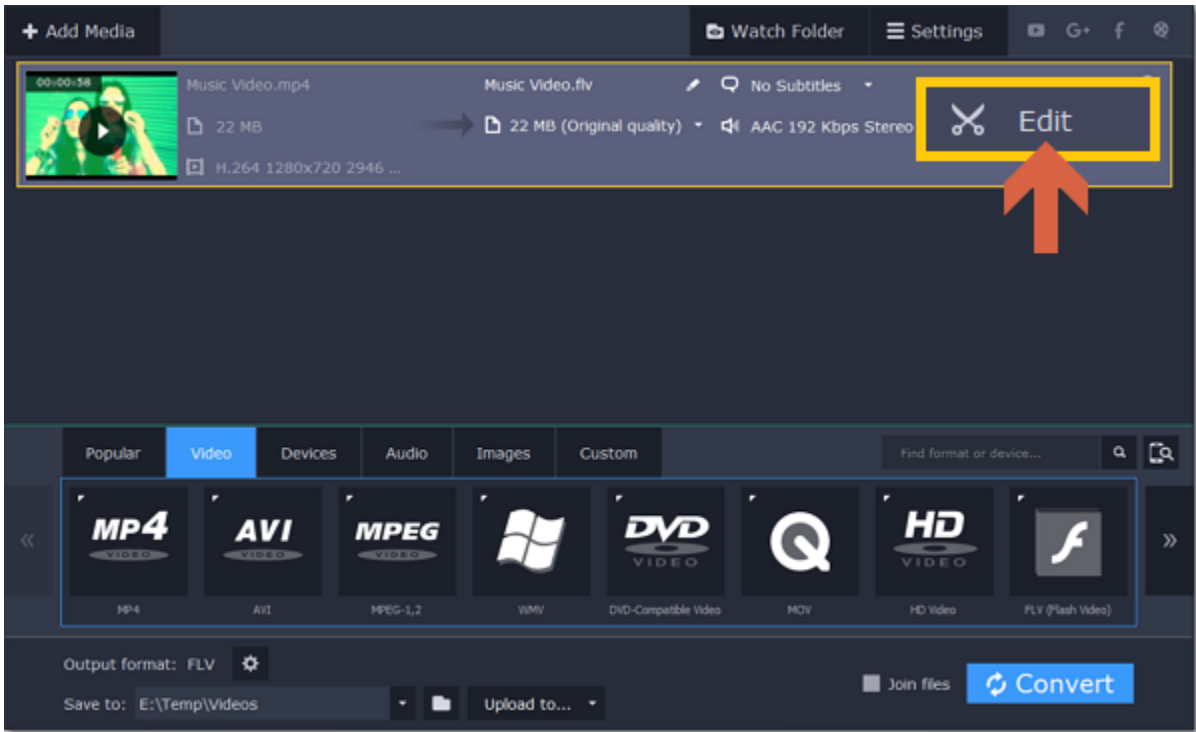 Add Media
Watch Folder
Settings
G+
f
00:00:58
Music Video.mp4
Music Video.flv
No Subtitles
22 MB
22 MB (Original quality)
AAC 192 Kbps Stereo
Edit
H.264 1280x720 2946 ...
Popular
Video
Devices
Audio
Images
Custom
Find format or device...
MP4
VIDEO
AVI
VIDEO
MPEG
VIDEO
DVD
VIDEO
HD
VIDEO
f
MP4
AVI
MPEG-1,2
WMV
DVD-Compatible Video
MOV
HD Video
FLV (Flash Video)
Output format: FLV
Join files
Convert
Save to: E:\Temp\Videos
Upload to...